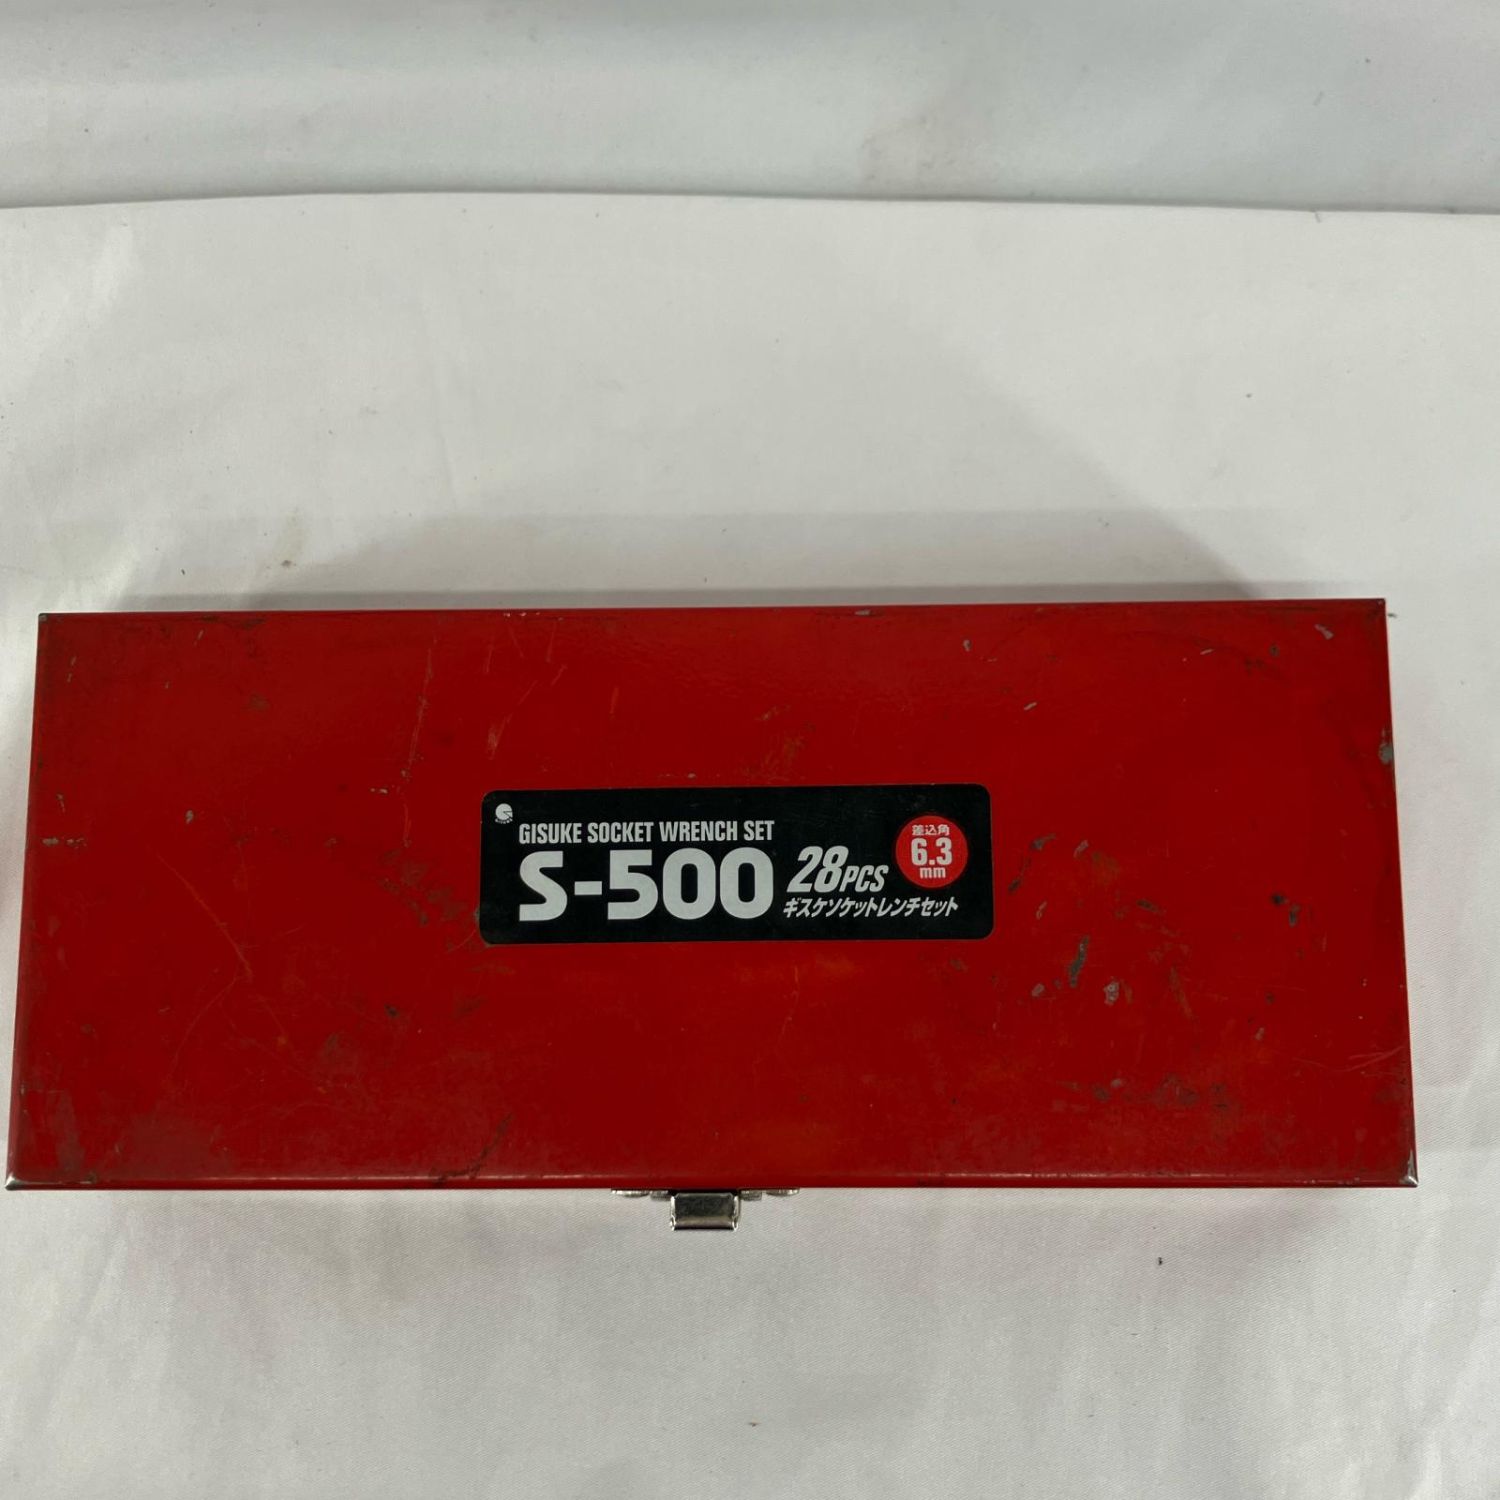 GISUKE SOCKET WRENCH SET
S-500 28PCS
ギスケソケットレンチセット
差込角
6.3
mm